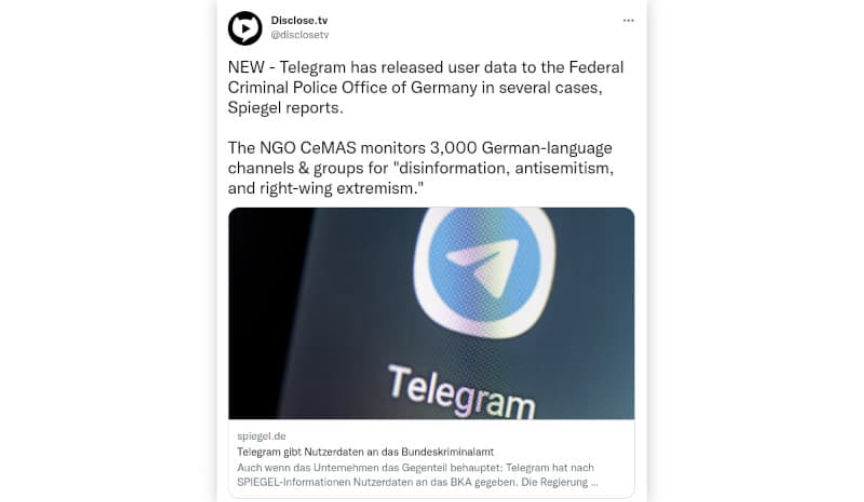 Disclose.tv
@disclosetv
NEW - Telegram has released user data to the Federal
Criminal Police Office of Germany in several cases,
Spiegel reports.
The NGO CeMAS monitors 3,000 German-language
channels & groups for "disinformation, antisemitism,
and right-wing extremism."
Telegram
spiegel.de
Telegram gibt Nutzerdaten an das Bundeskriminalamt
Auch wenn das Unternehmen das Gegenteil behauptet: Telegram hat nach
SPIEGEL-Informationen Nutzerdaten an das BKA gegeben. Die Regierung ...